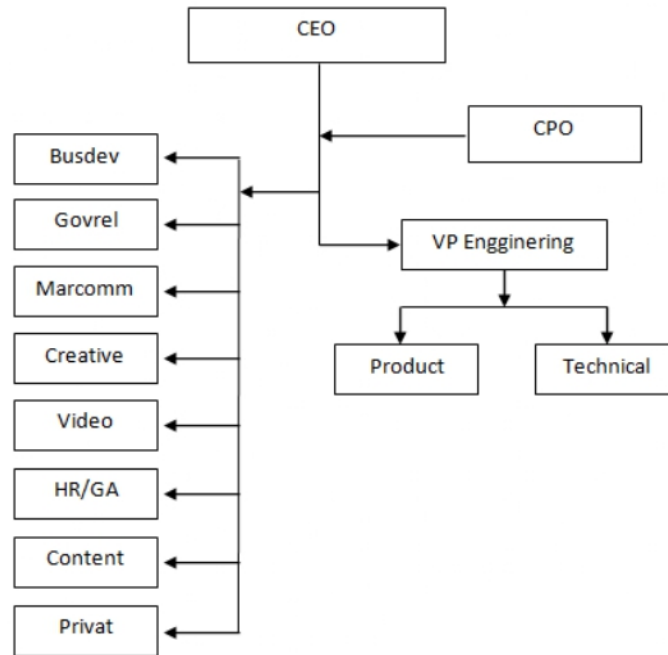 CEO
CPO
Busdev
Govrel
VP Engginering
Marcomm
Creative
Product
Technical
Video
HR/GA
Content
Privat